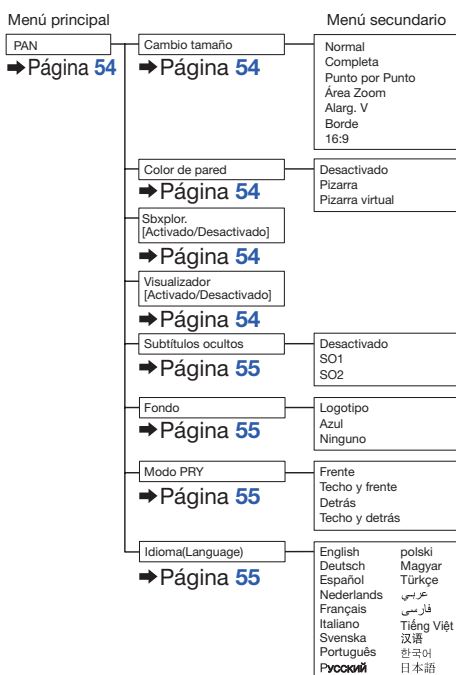 Menú principal
Menú secundario
PAN
➡Página 54
Cambio tamaño
➡Página 54
Normal
Completa
Punto por Punto
Área Zoom
Alarg. V
Borde
16:9
Color de pared
➡Página 54
Desactivado
Pizarra
Pizarra virtual
Sbxplor.
[Activado/Desactivado]
➡Página 54
Visualizador
[Activado/Desactivado]
➡Página 54
Subtítulos ocultos
➡Página 55
Desactivado
SO1
SO2
Fondo
➡Página 55
Logotipo
Azul
Ninguno
Modo PRY
➡Página 55
Frente
Techo y frente
Detrás
Techo y detrás
Idioma(Language)
➡Página 55
English
Deutsch
Español
Nederlands
Français
Italiano
Svenska
Português
Русский
polski
Magyar
Türkçe
عربي
فارسی
Tiếng Việt
汉语
한국어
日本語